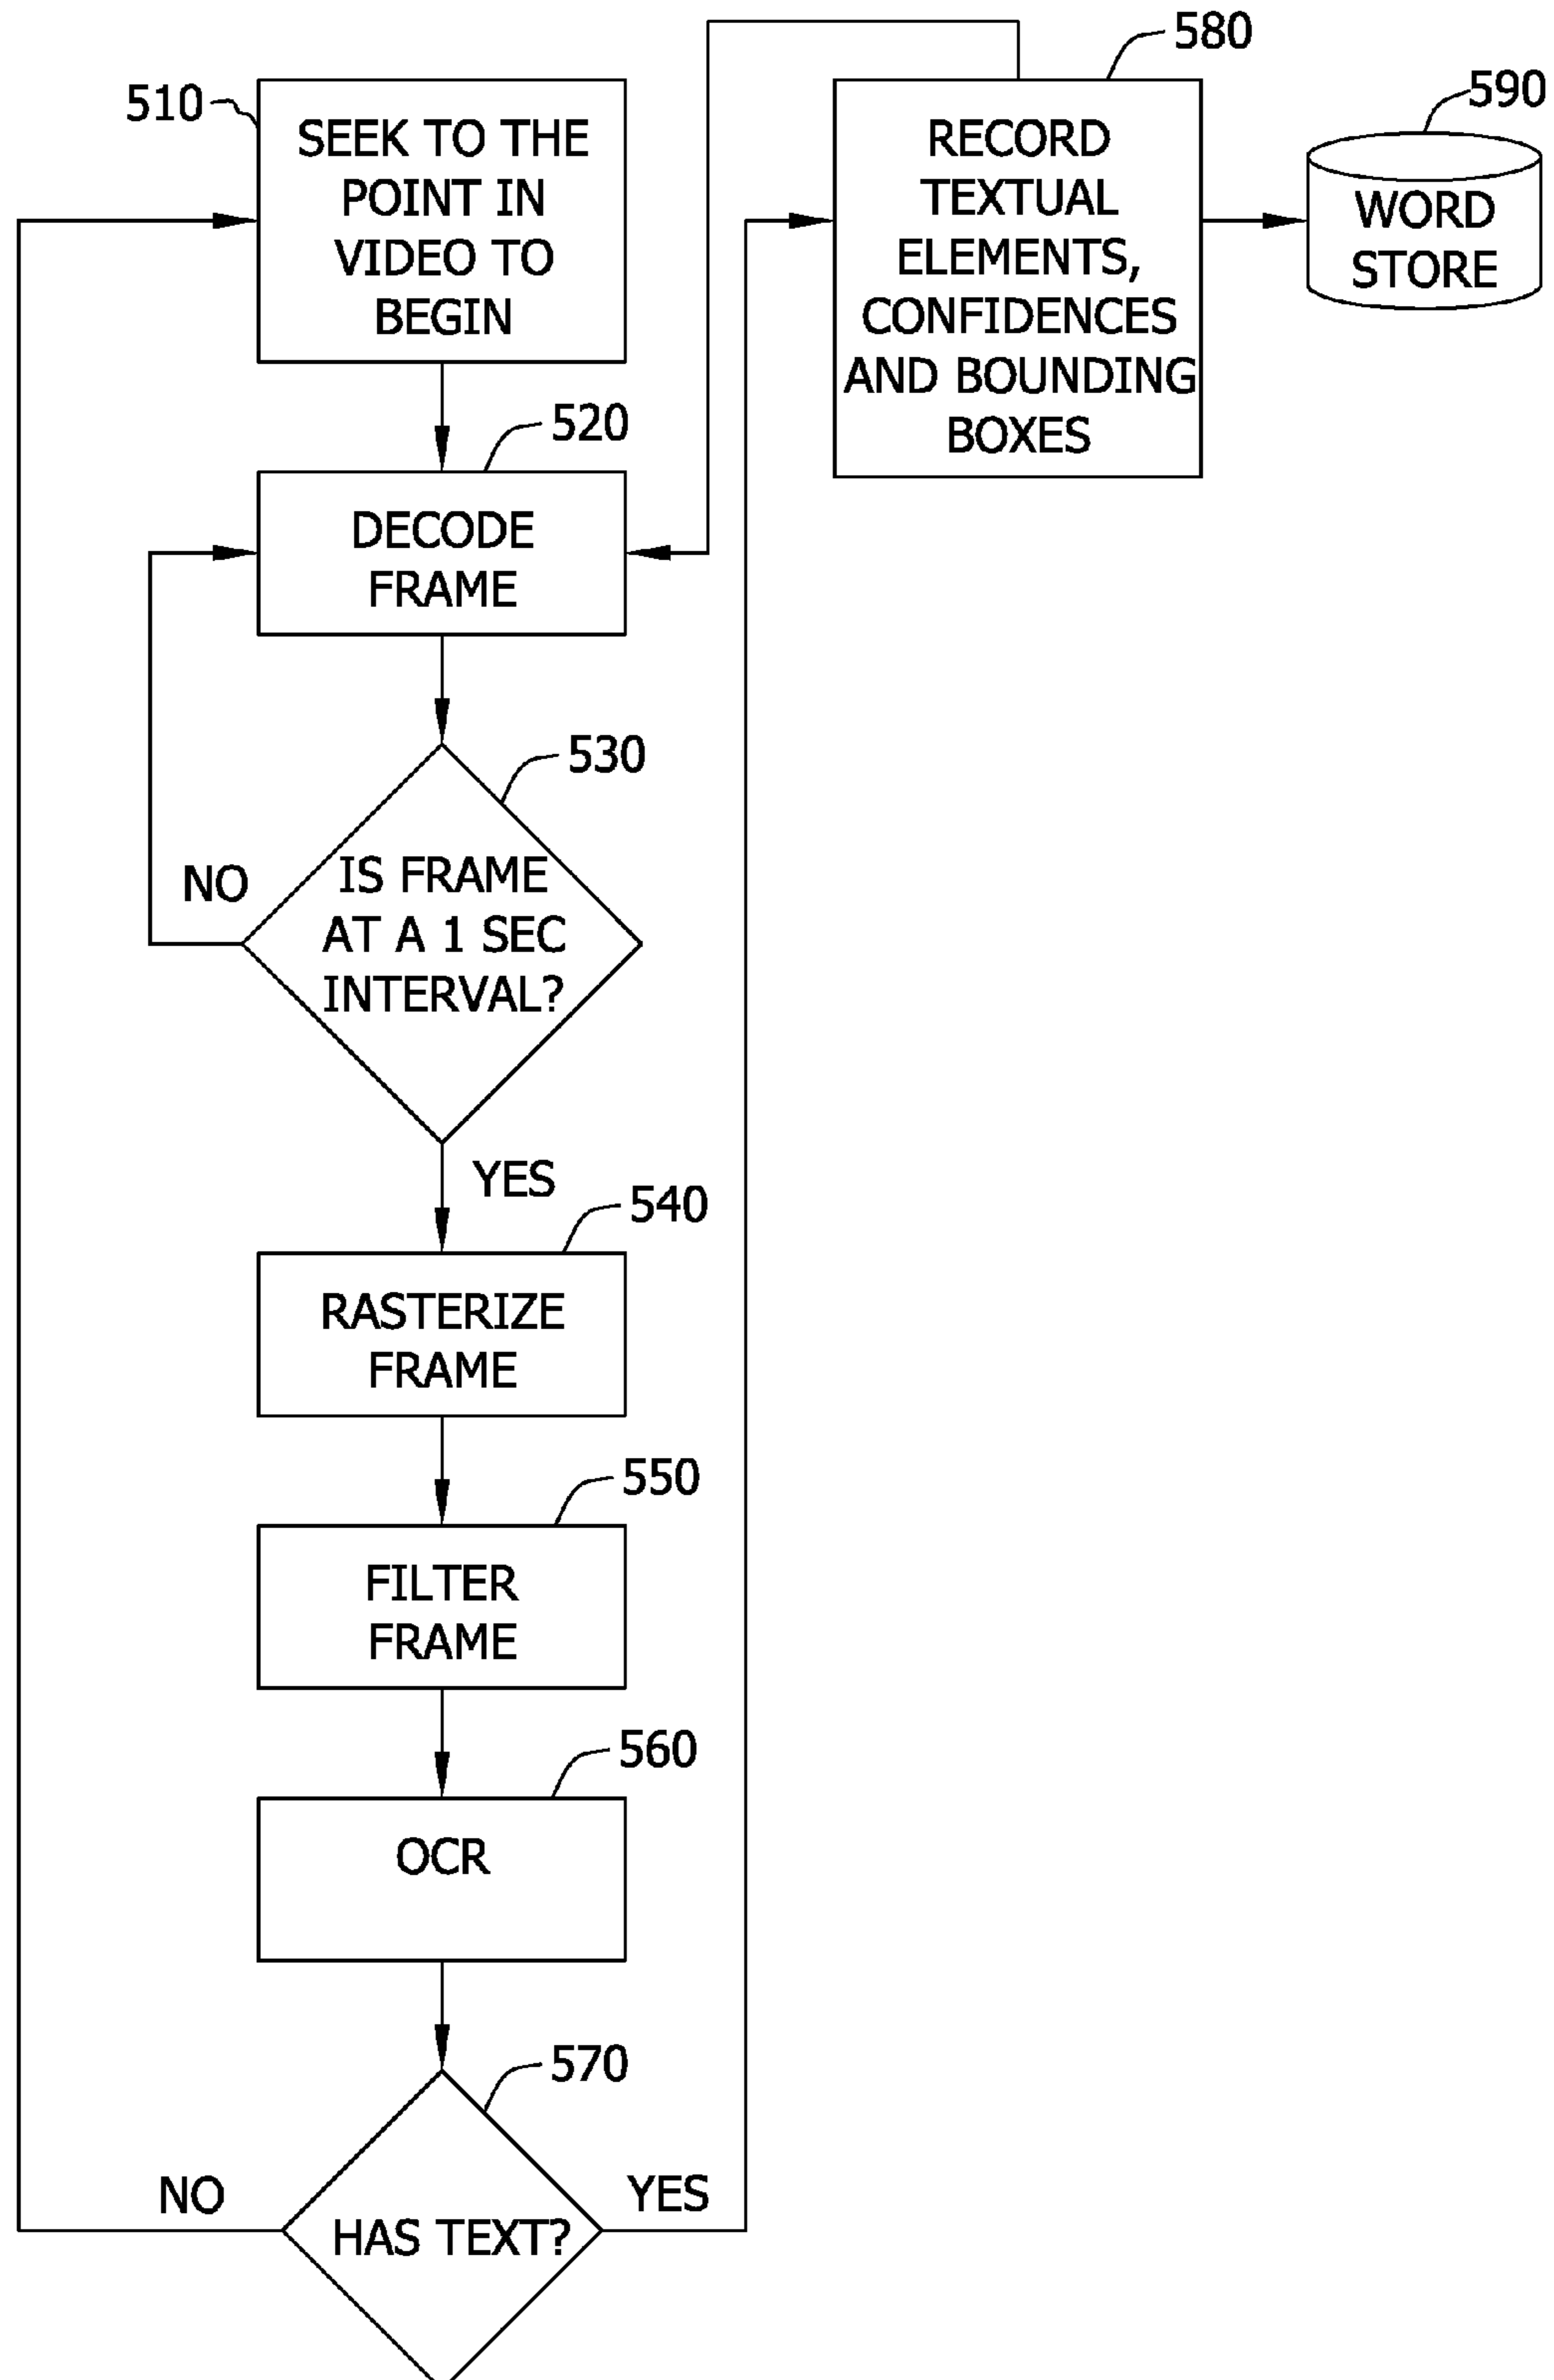 510
SEEK TO THE
POINT IN
VIDEO TO
BEGIN
520
DECODE
FRAME
530
IS FRAME
AT A 1 SEC
INTERVAL?
NO
YES
540
RASTERIZE
FRAME
550
FILTER
FRAME
560
OCR
570
HAS TEXT?
NO
YES
580
RECORD
TEXTUAL
ELEMENTS,
CONFIDENCES
AND BOUNDING
BOXES
590
WORD
STORE